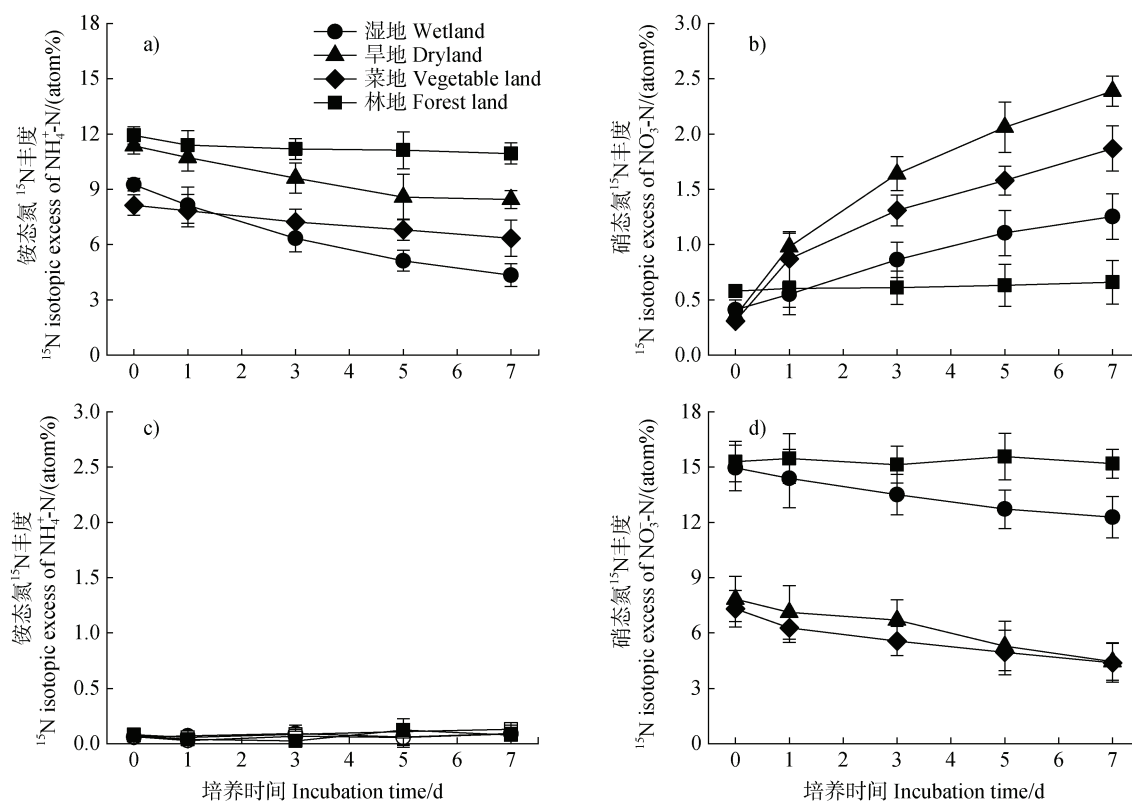 a)
湿地 Wetland
旱地 Dryland
菜地 Vegetable land
林地 Forest land
18
15
12
9
6
3
0
铵态氮 ¹⁵N丰度
¹⁵N isotopic excess of NH₄⁺-N/(atom%)
0 1 2 3 4 5 6 7
b)
3.0
2.5
2.0
1.5
1.0
0.5
0.0
硝态氮¹⁵N丰度
¹⁵N isotopic excess of NO₃⁻-N/(atom%)
0 1 2 3 4 5 6 7
c)
3.0
2.5
2.0
1.5
1.0
0.5
0.0
铵态氮¹⁵N丰度
¹⁵N isotopic excess of NH₄⁺-N/(atom%)
0 1 2 3 4 5 6 7
培养时间 Incubation time/d
d)
18
15
12
9
6
3
0
硝态氮¹⁵N丰度
¹⁵N isotopic excess of NO₃⁻-N/(atom%)
0 1 2 3 4 5 6 7
培养时间 Incubation time/d